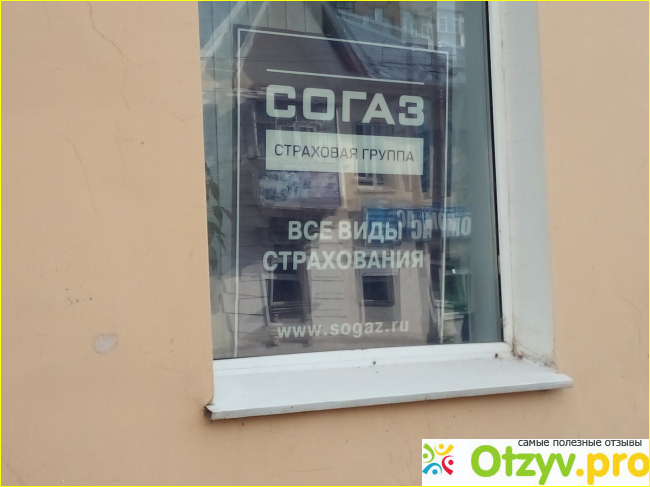 СОГАЗ
СТРАХОВАЯ ГРУППА
ВСЕ ВИДЫ
СТРАХОВАНИЯ
www.sogaz.ru
самые полезные отзывы
Otzyv.pro